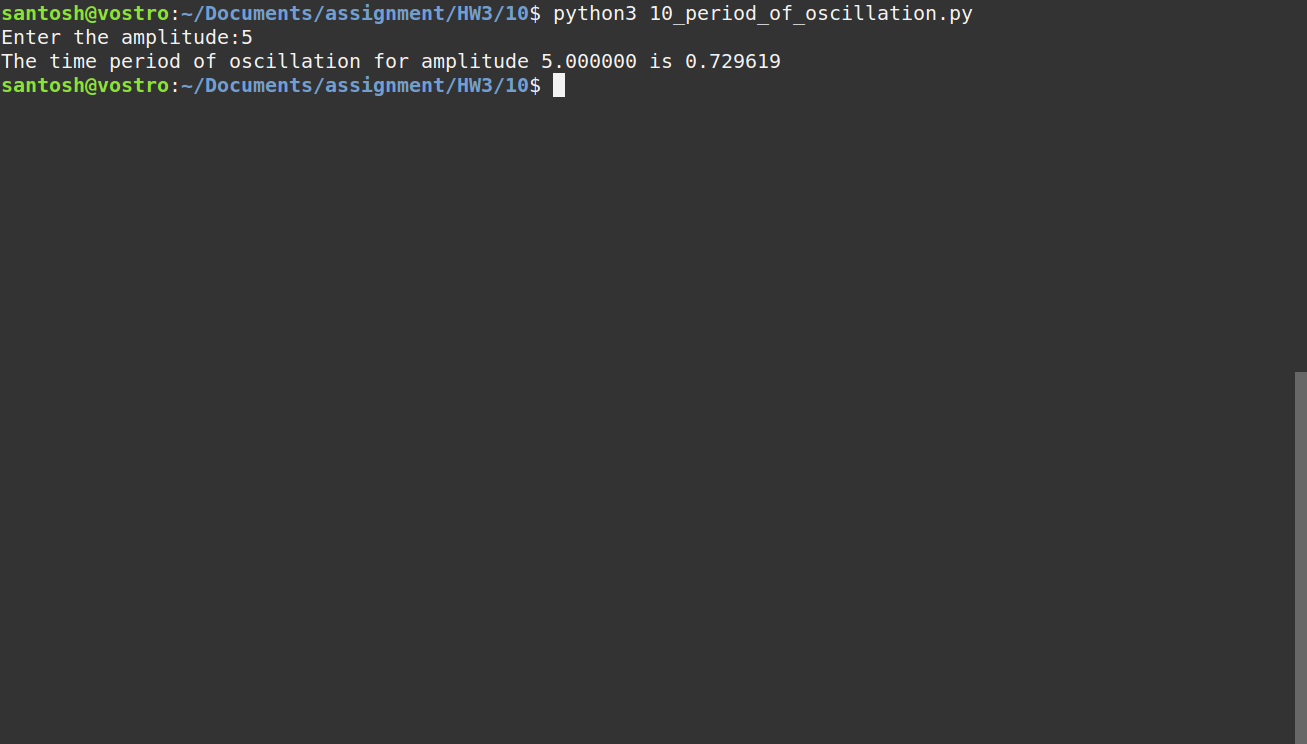 santosh@vostro:~/Documents/assignment/HW3/10$ python3 10_period_of_oscillation.py
Enter the amplitude:5
The time period of oscillation for amplitude 5.000000 is 0.729619
santosh@vostro:~/Documents/assignment/HW3/10$